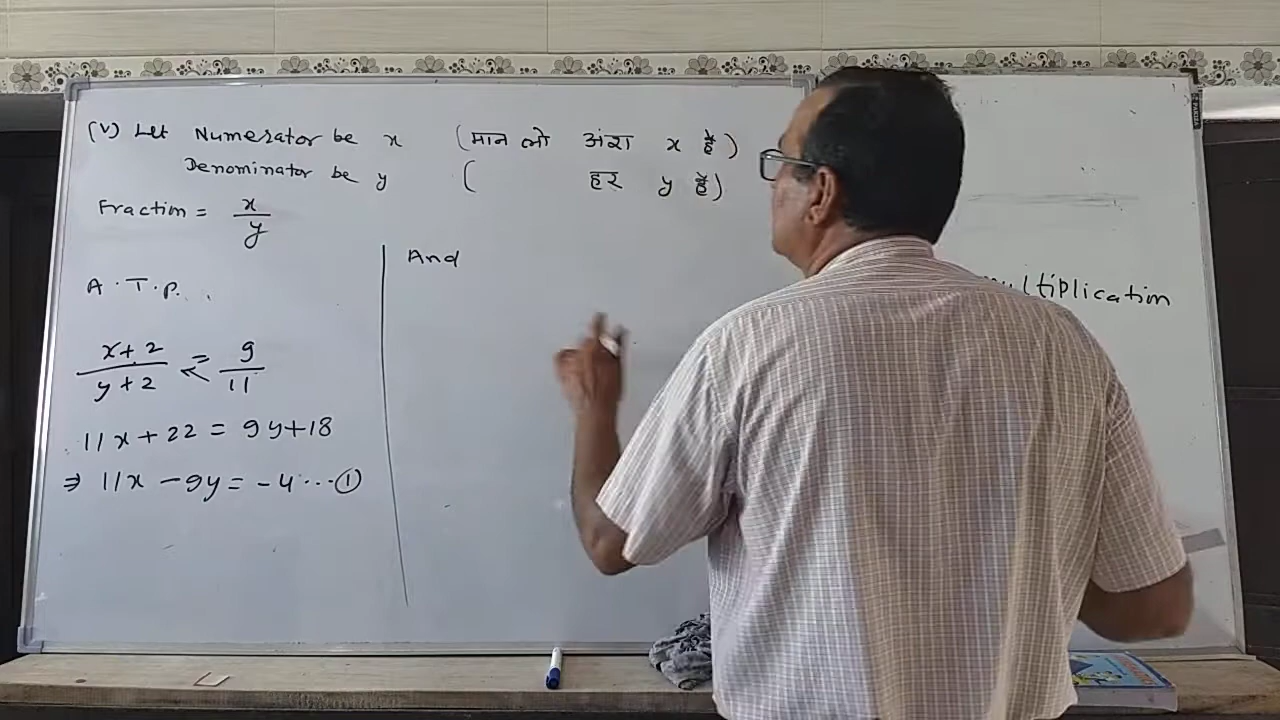 (V) Let Numerator be x (मान लो अंश x है)
Denominator be y ( हर y है)
Fraction = x/y
A.T.P.
x+2/y+2 = 9/11
11x+22 = 9y+18
⇒ 11x-9y = -4 ...①
And
multiplication